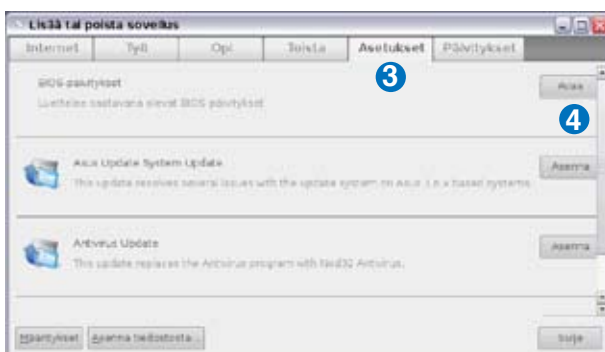 Lisää tai poista sovellus
Internet Työ Opi Toista Asetukset Päivitykset
3
BIOS-päivitykset Avaa
Luettelee saatavana olevat BIOS päivitykset
4
Asus Update System Update Asenna
This update resolves several issues with the update system on Asus based systems
Antivirus Update Asenna
This update replaces the Antivirus program with Nod32 Antivirus.
Määritykset Asenna tiedostosta... Sulje